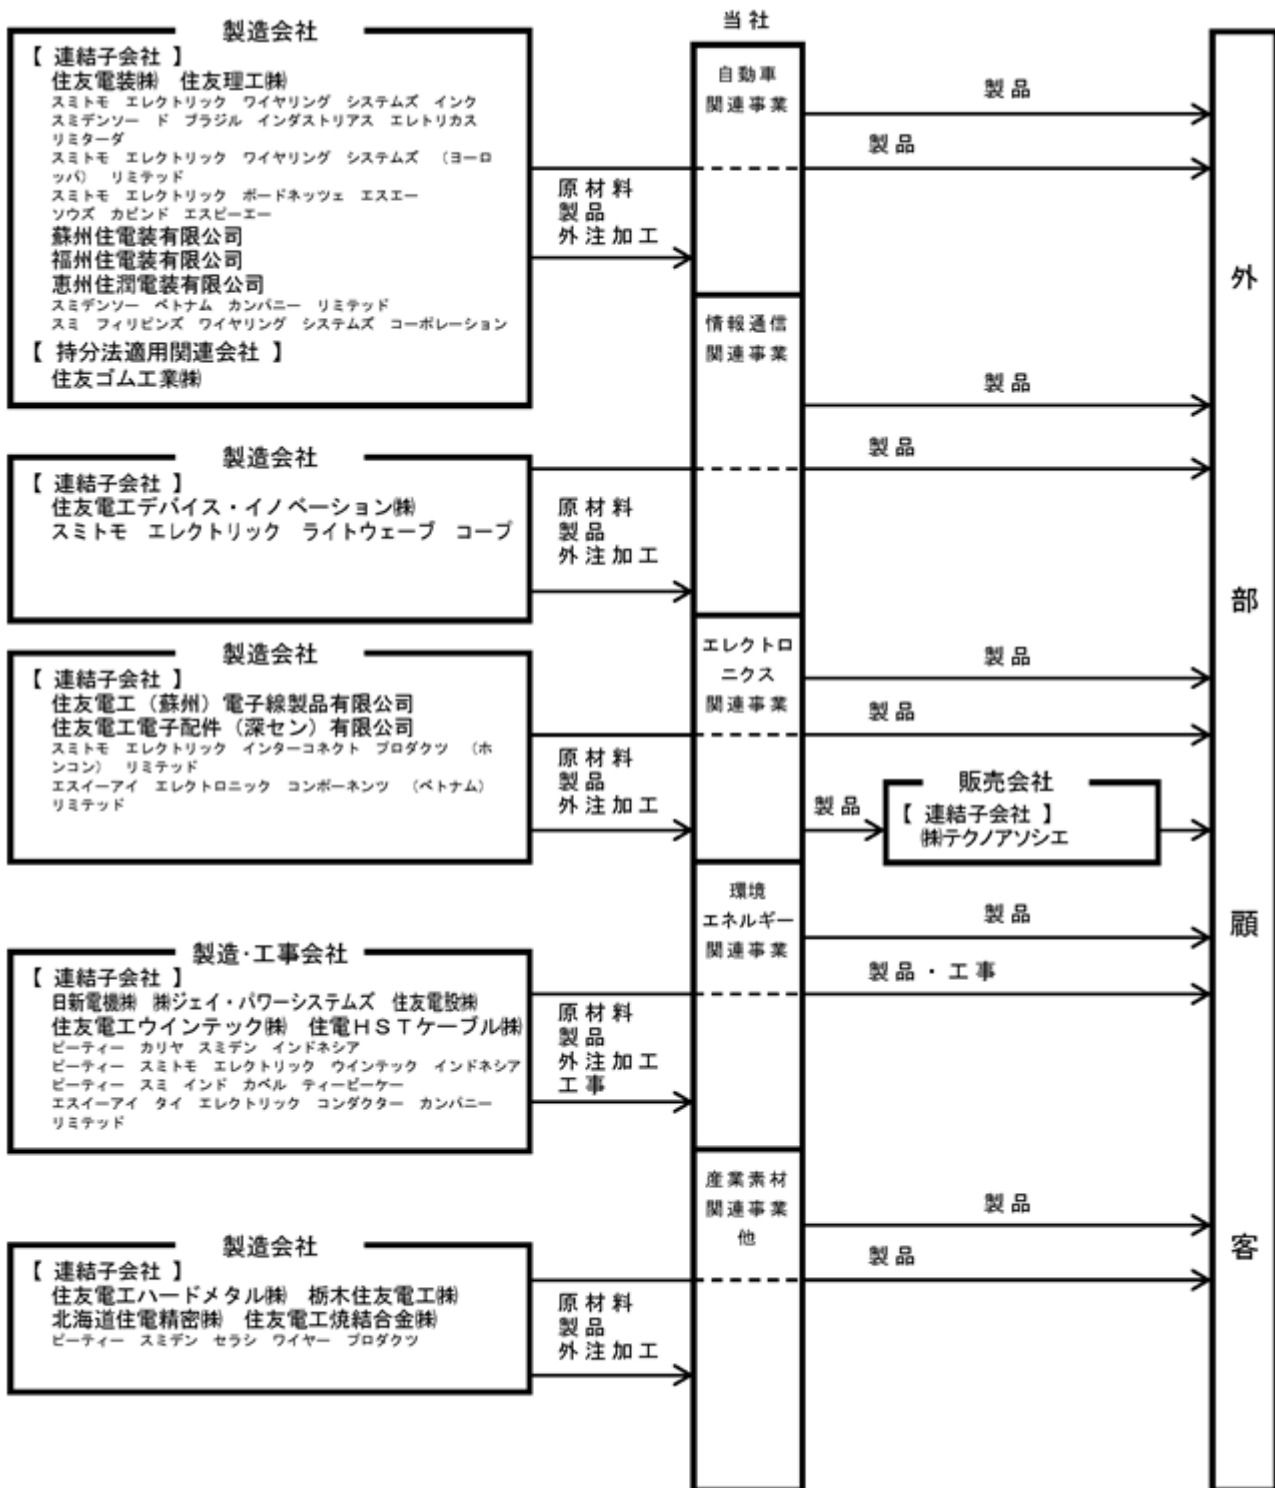 当社
製造会社
【 連結子会社 】
住友電装㈱　住友理工㈱
スミトモ　エレクトリック　ワイヤリング　システムズ　インク
スミデンソー　ド　ブラジル　インダストリアス　エレトリカス
リミターダ
スミトモ　エレクトリック　ワイヤリング　システムズ　（ヨーロ
ッパ）　リミテッド
スミトモ　エレクトリック　ボードネッツェ　エスエー
ソウズ　カビンド　エスピーエー
蘇州住電装有限公司
福州住電装有限公司
恵州住潤電装有限公司
スミデンソー　ベトナム　カンパニー　リミテッド
スミ　フィリピンズ　ワイヤリング　システムズ　コーポレーション
【 持分法適用関連会社 】
住友ゴム工業㈱
原材料
製品
外注加工
自動車
関連事業
製品
製品
製造会社
【 連結子会社 】
住友電工デバイス・イノベーション㈱
スミトモ　エレクトリック　ライトウェーブ　コープ
原材料
製品
外注加工
情報通信
関連事業
製品
製品
製造会社
【 連結子会社 】
住友電工（蘇州）電子線製品有限公司
住友電工電子配件（深セン）有限公司
スミトモ　エレクトリック　インターコネクト　プロダクツ　（ホ
ンコン）　リミテッド
エスイーアイ　エレクトロニック　コンポーネンツ　（ベトナム）
リミテッド
原材料
製品
外注加工
エレクトロ
ニクス
関連事業
製品
製品
製品
販売会社
【 連結子会社 】
㈱テクノアソシエ
製造・工事会社
【 連結子会社 】
日新電機㈱　㈱ジェイ・パワーシステムズ　住友電設㈱
住友電工ウインテック㈱　住電ＨＳＴケーブル㈱
ピーティー　カリヤ　スミデン　インドネシア
ピーティー　スミトモ　エレクトリック　ウインテック　インドネシア
ピーティー　スミ　インド　カベル　ティービーケー
エスイーアイ　タイ　エレクトリック　コンダクター　カンパニー
リミテッド
原材料
製品
外注加工
工事
環境
エネルギー
関連事業
製品
製品・工事
製造会社
【 連結子会社 】
住友電工ハードメタル㈱　栃木住友電工㈱
北海道住電精密㈱　住友電工焼結合金㈱
ピーティー　スミデン　セラシ　ワイヤー　プロダクツ
原材料
製品
外注加工
産業素材
関連事業
他
製品
製品
外部顧客